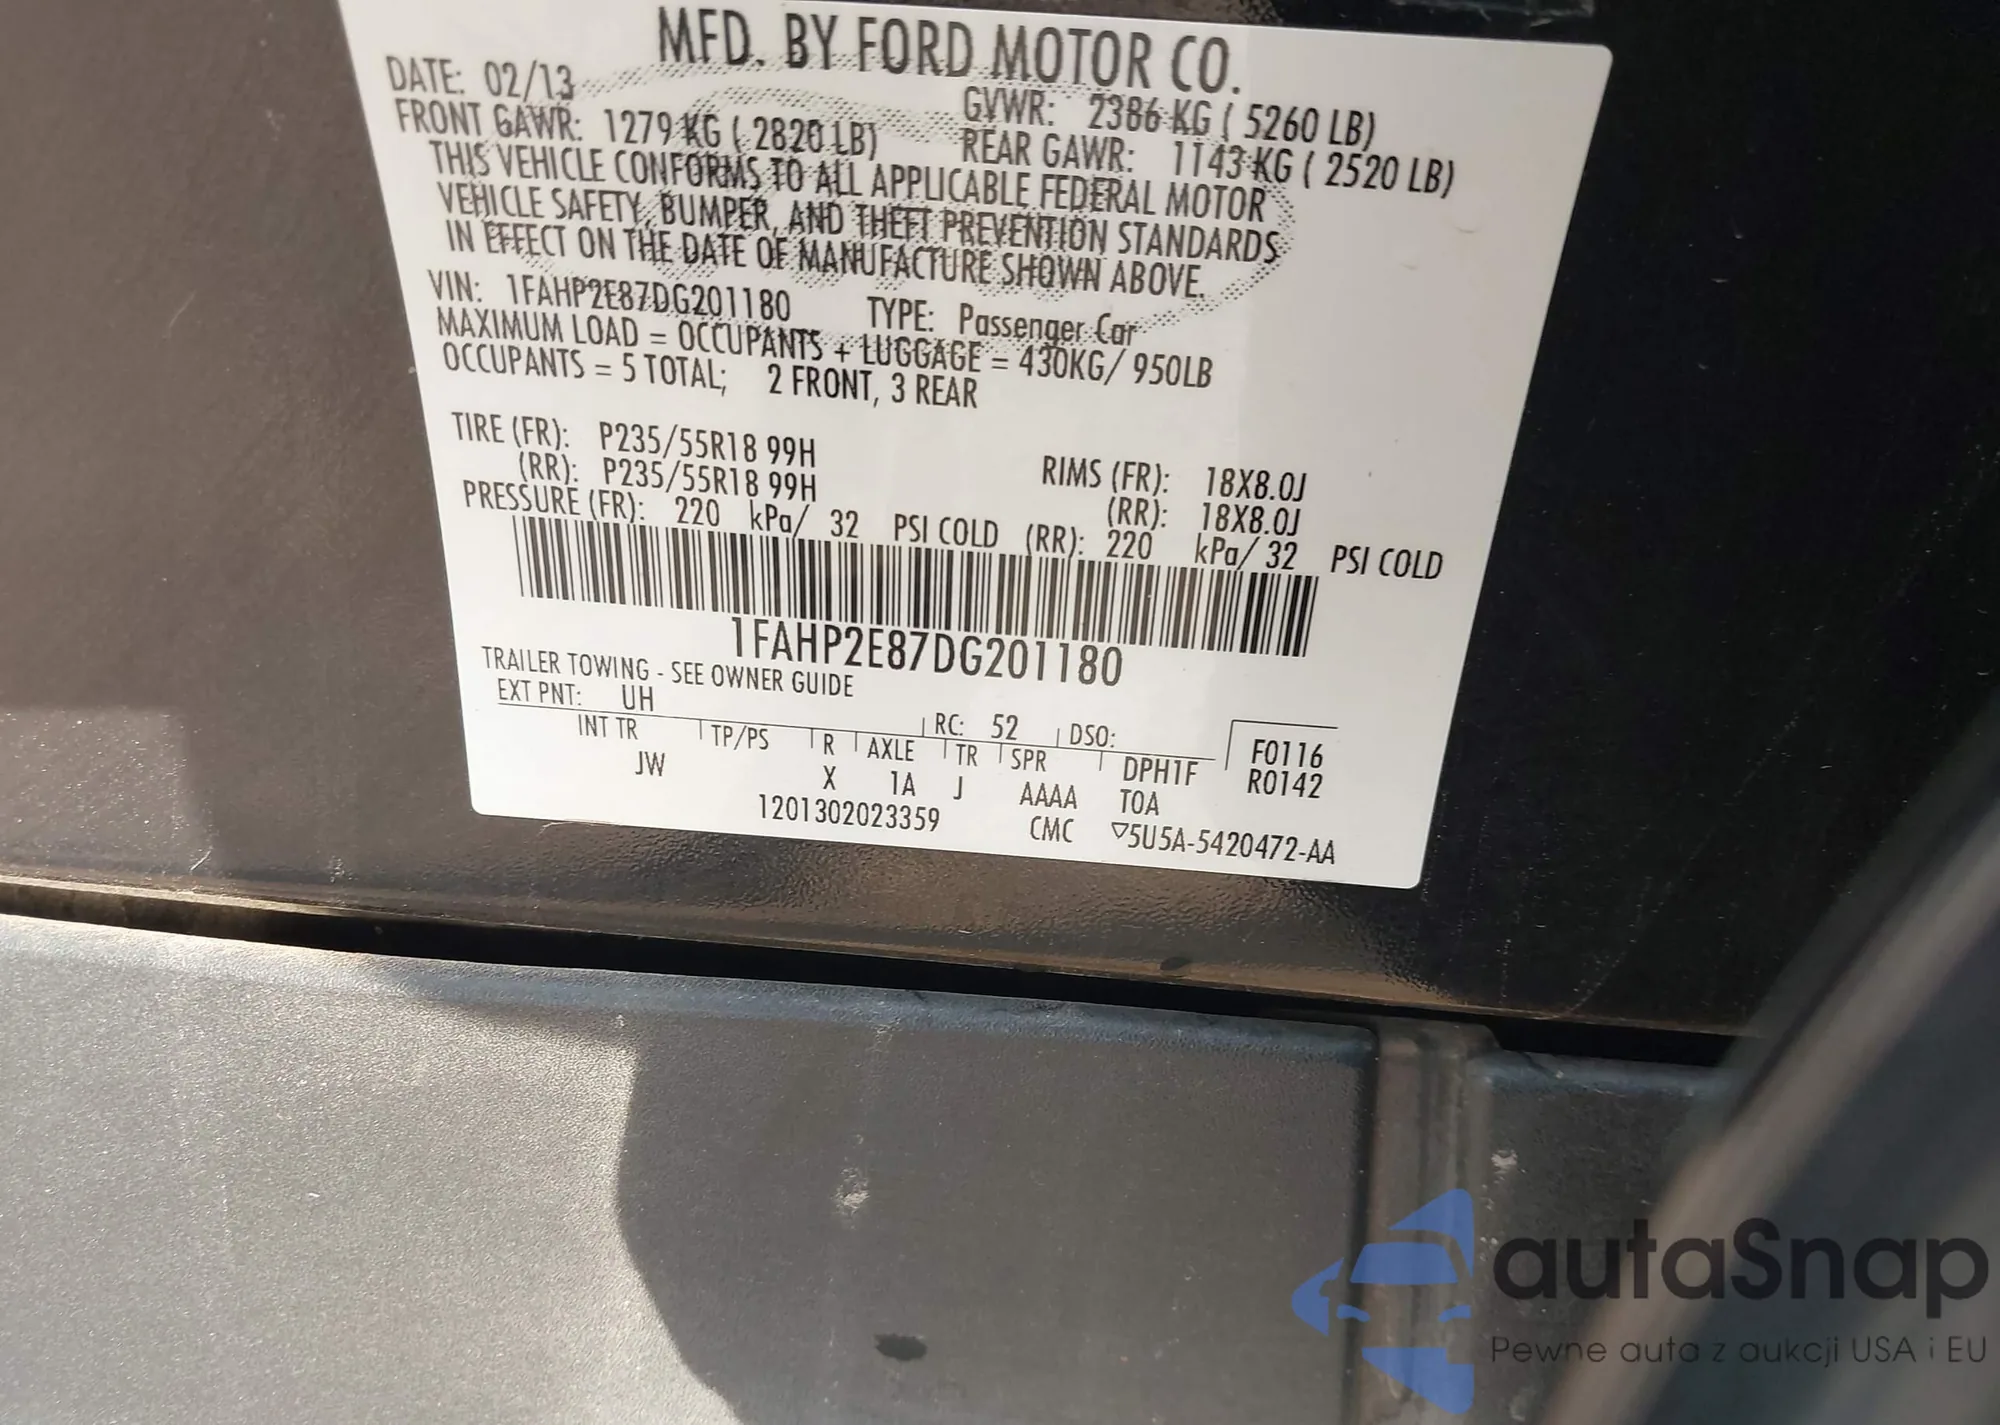 MFD. BY FORD MOTOR CO.
DATE: 02/13 GVWR: 2386 KG ( 5260 LB)
FRONT GAWR: 1279 KG ( 2820 LB) REAR GAWR: 1143 KG ( 2520 LB)
THIS VEHICLE CONFORMS TO ALL APPLICABLE FEDERAL MOTOR
VEHICLE SAFETY, BUMPER, AND THEFT PREVENTION STANDARDS
IN EFFECT ON THE DATE OF MANUFACTURE SHOWN ABOVE.
VIN: 1FAHP2E87DG201180 TYPE: Passenger Car
MAXIMUM LOAD = OCCUPANTS + LUGGAGE = 430KG/ 950LB
OCCUPANTS = 5 TOTAL; 2 FRONT, 3 REAR
TIRE (FR): P235/55R18 99H RIMS (FR): 18X8.0J
(RR): P235/55R18 99H (RR): 18X8.0J
PRESSURE (FR): 220 kPa/ 32 PSI COLD (RR): 220 kPa/ 32 PSI COLD
1FAHP2E87DG201180
TRAILER TOWING - SEE OWNER GUIDE
EXT PNT: UH RC: 52 DSO: F0116
INT TR TP/PS R AXLE TR SPR DPH1F R0142
JW X 1A J AAAA TOA
1201302023359 CMC ▽5U5A-5420472-AA
autaSnap
Pewne auta z aukcji USA i EU